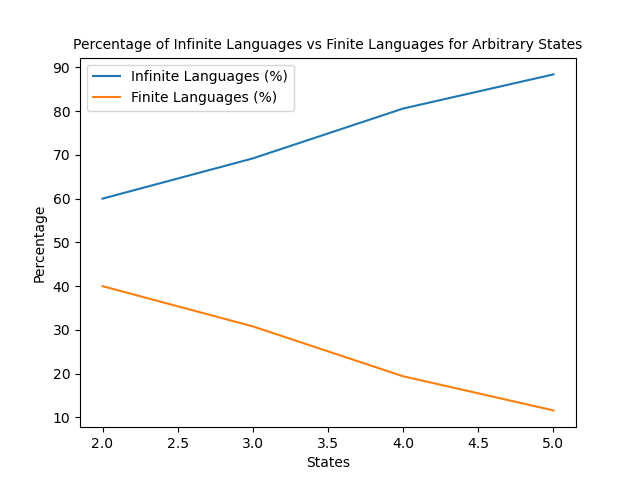 Percentage of Infinite Languages vs Finite Languages for Arbitrary States
Infinite Languages (%)
Finite Languages (%)
Percentage
90
80
70
60
50
40
30
20
10
2.0 2.5 3.0 3.5 4.0 4.5 5.0
States